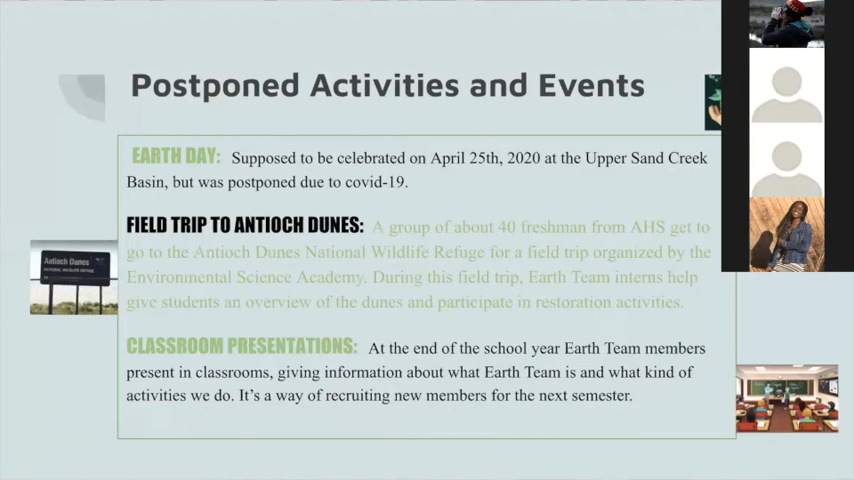 Postponed Activities and Events
EARTH DAY: Supposed to be celebrated on April 25th, 2020 at the Upper Sand Creek
Basin, but was postponed due to covid-19.
FIELD TRIP TO ANTIOCH DUNES: A group of about 40 freshman from AHS get to
go to the Antioch Dunes National Wildlife Refuge for a field trip organized by the
Environmental Science Academy. During this field trip, Earth Team interns help
give students an overview of the dunes and participate in restoration activities.
Antioch Dunes
NATIONAL WILDLIFE REFUGE
CLASSROOM PRESENTATIONS: At the end of the school year Earth Team members
present in classrooms, giving information about what Earth Team is and what kind of
activities we do. It's a way of recruiting new members for the next semester.